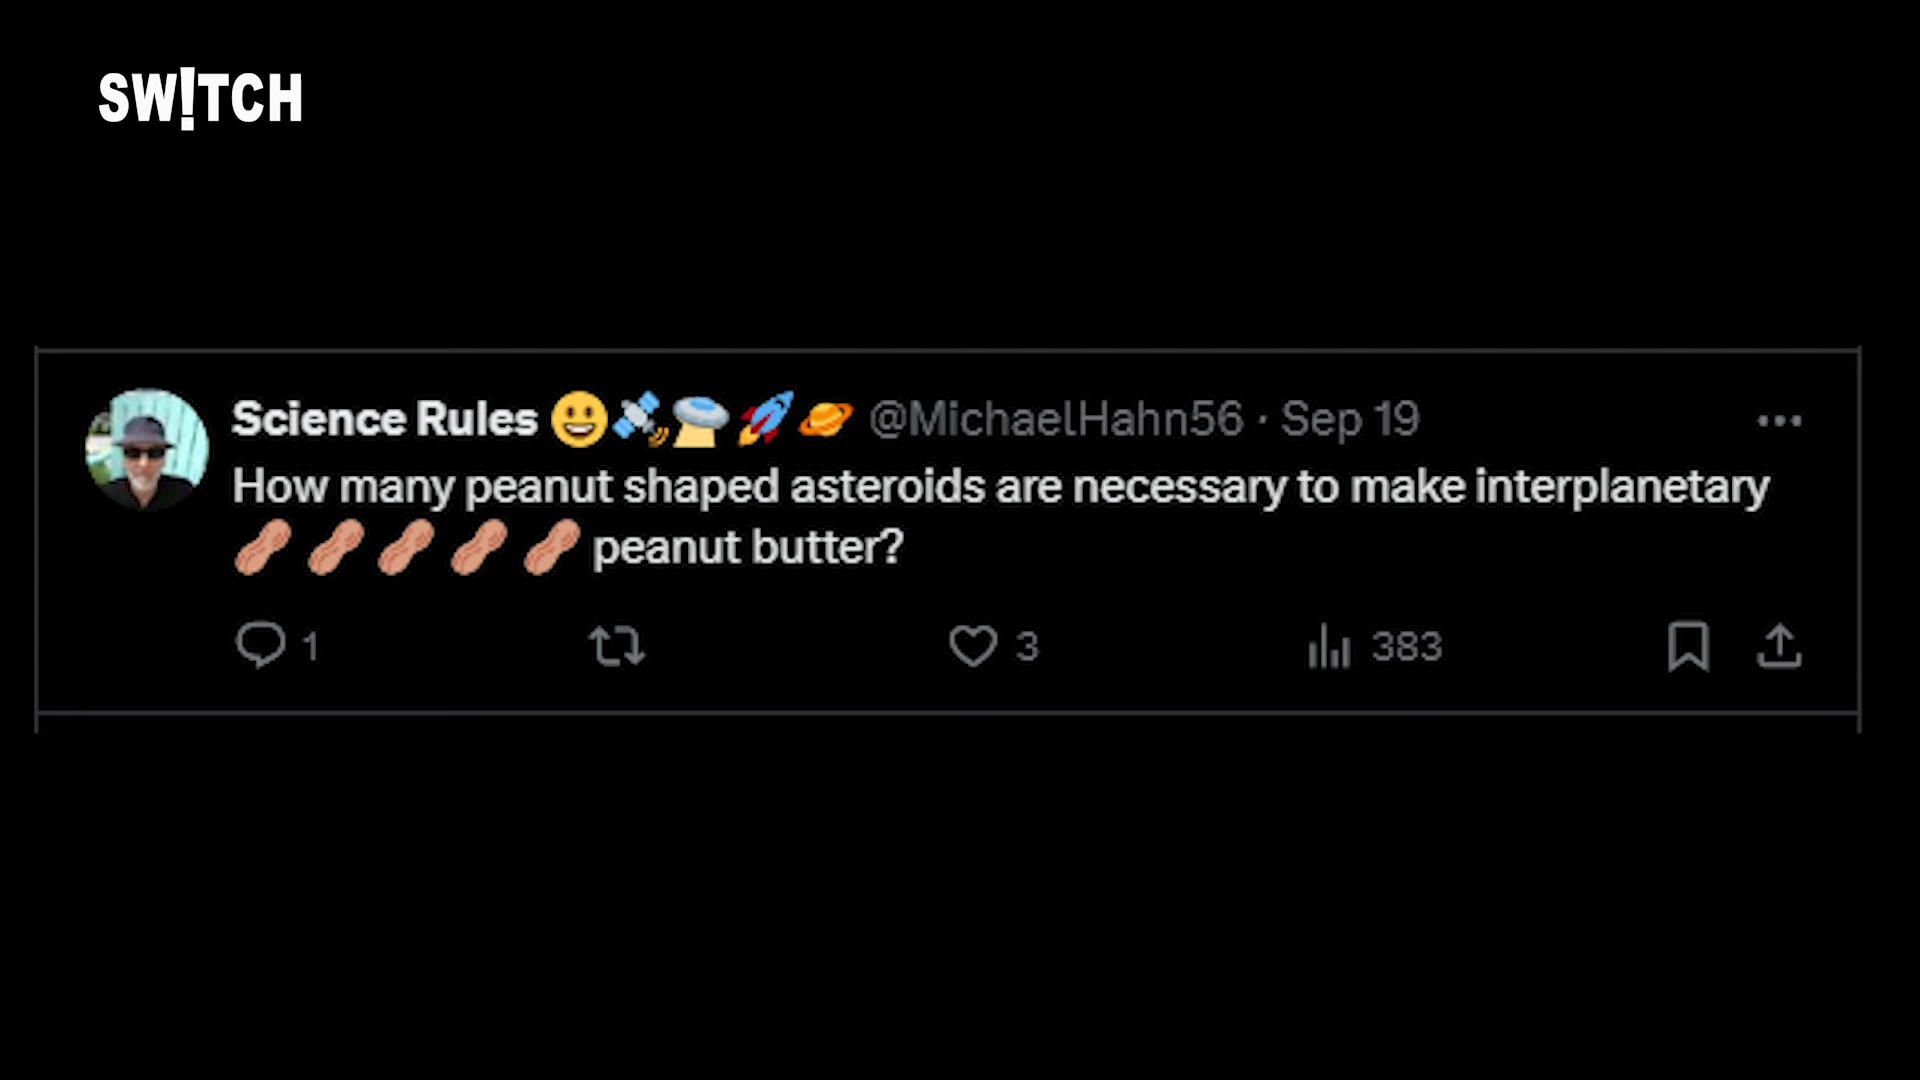 SW!TCH
Science Rules 😀🛰️🛸🚀🪐 @MichaelHahn56 · Sep 19
How many peanut shaped asteroids are necessary to make interplanetary
🥜 🥜 🥜 🥜 🥜 peanut butter?
1 3 383